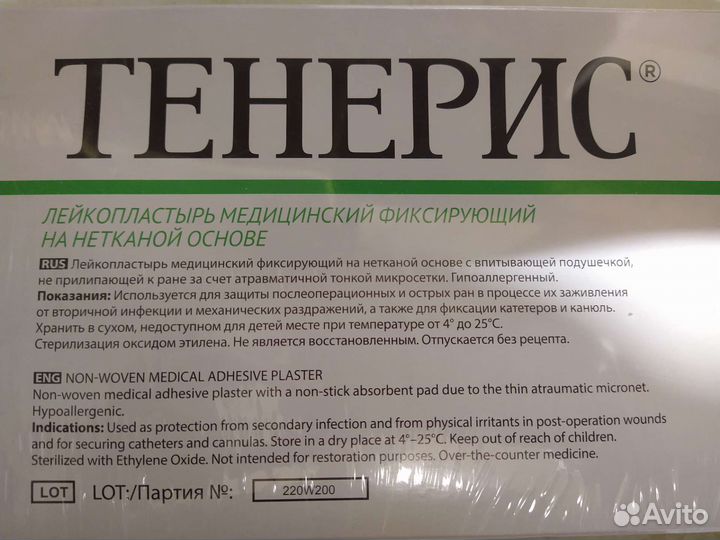 ТЕНЕРИС®
ЛЕЙКОПЛАСТЫРЬ МЕДИЦИНСКИЙ ФИКСИРУЮЩИЙ
НА НЕТКАНОЙ ОСНОВЕ
RUS Лейкопластырь медицинский фиксирующий на нетканой основе с впитывающей подушечкой,
не прилипающей к ране за счет атравматичной тонкой микросетки. Гипоаллергенный.
Показания: Используется для защиты послеоперационных и острых ран в процессе их заживления
от вторичной инфекции и механических раздражений, а также для фиксации катетеров и канюль.
Хранить в сухом, недоступном для детей месте при температуре от 4° до 25°C.
Стерилизация оксидом этилена. Не является восстановленным. Отпускается без рецепта.
ENG NON-WOVEN MEDICAL ADHESIVE PLASTER
Non-woven medical adhesive plaster with a non-stick absorbent pad due to the thin atraumatic micronet.
Hypoallergenic.
Indications: Used as protection from secondary infection and from physical irritants in post-operation wounds
and for securing catheters and cannulas. Store in a dry place at 4°–25°C. Keep out of reach of children.
Sterilized with Ethylene Oxide. Not intended for restoration purposes. Over-the-counter medicine.
LOT LOT:/Партия №: 220W200
Avito